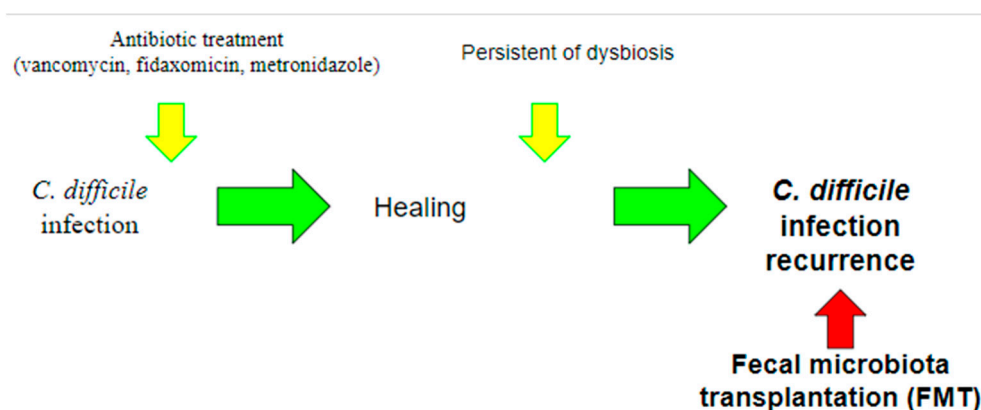 Antibiotic treatment
(vancomycin, fidaxomicin, metronidazole)
Persistent of dysbiosis
C. difficile
infection
Healing
C. difficile
infection
recurrence
Fecal microbiota
transplantation (FMT)